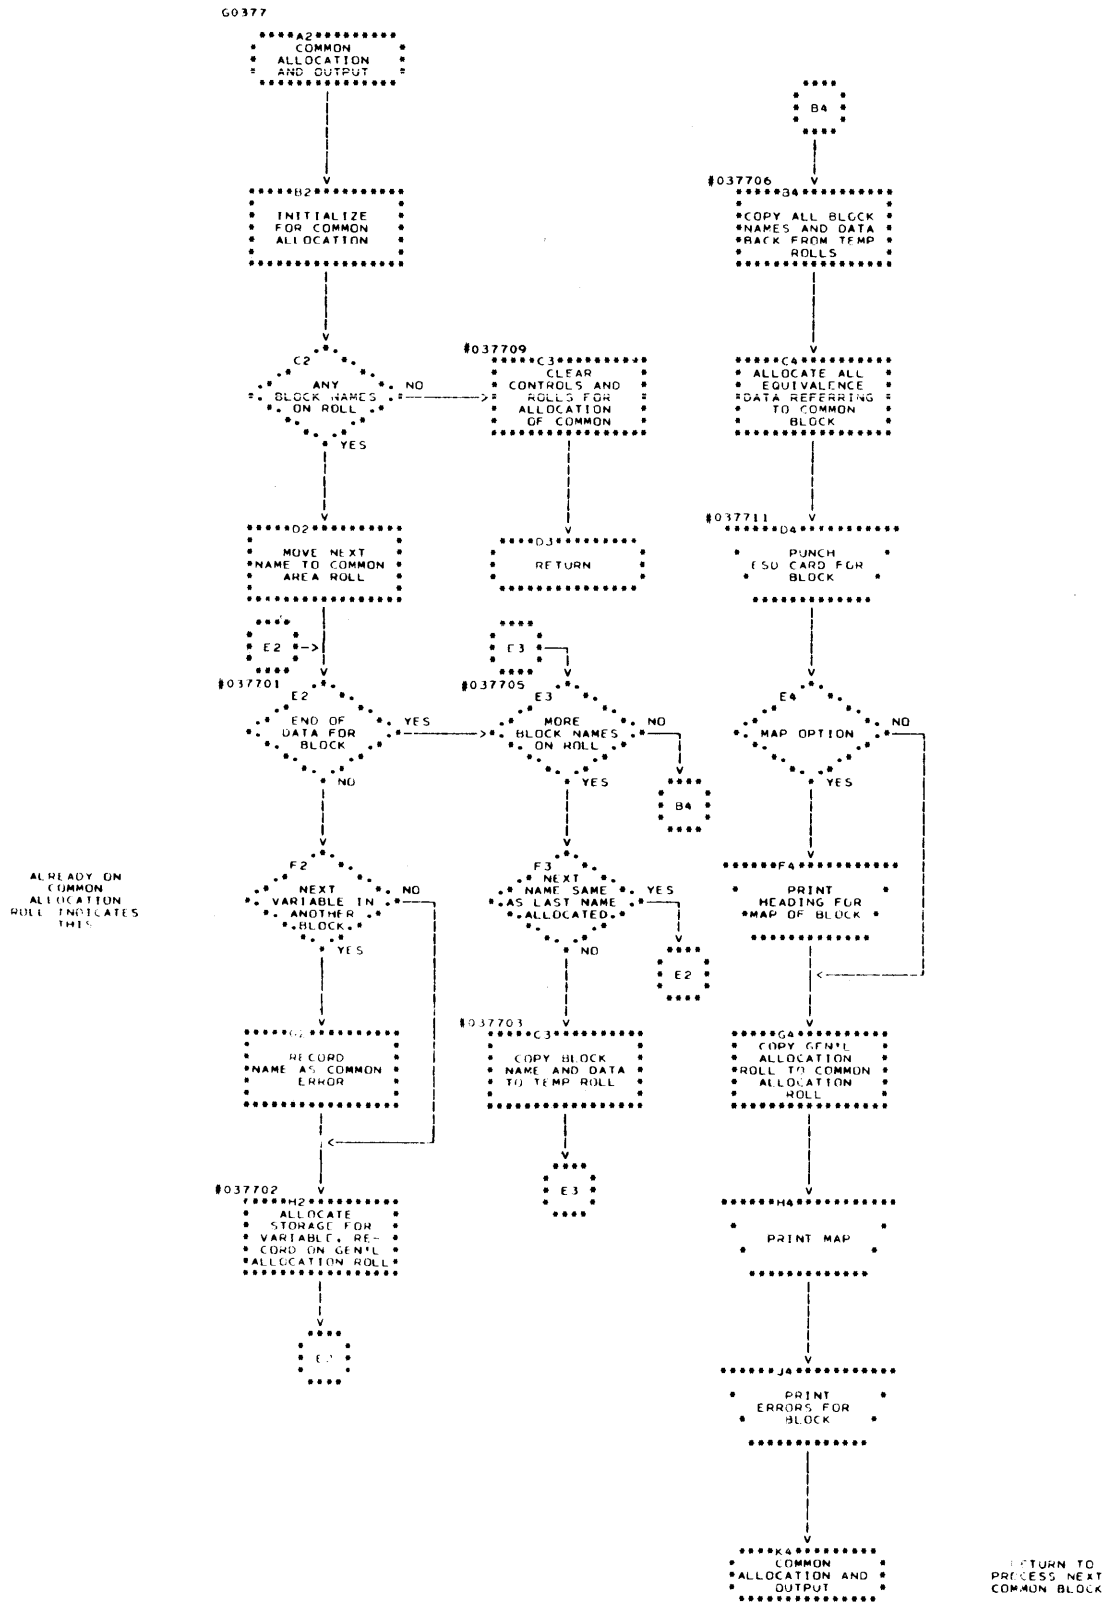 G0377
A2
COMMON
ALLOCATION
AND OUTPUT
B4
B2
INITIALIZE
FOR COMMON
ALLOCATION
#037706
B4
COPY ALL BLOCK
NAMES AND DATA
BACK FROM TEMP
ROLLS
C2
ANY
BLOCK NAMES
ON ROLL
NO
YES
#037709
C3
CLEAR
CONTROLS AND
ROLLS FOR
ALLOCATION
OF COMMON
C4
ALLOCATE ALL
EQUIVALENCE
DATA REFERRING
TO COMMON
BLOCK
D2
MOVE NEXT
NAME TO COMMON
AREA ROLL
D3
RETURN
#037711
D4
PUNCH
ESD CARD FOR
BLOCK
E2
E3
#037701
E2
END OF
DATA FOR
BLOCK
YES
NO
#037705
E3
MORE
BLOCK NAMES
ON ROLL
NO
YES
B4
E4
MAP OPTION
NO
YES
ALREADY ON
COMMON
ALLOCATION
ROLL INDICATES
THIS
F2
NEXT
VARIABLE IN
ANOTHER
BLOCK
NO
YES
F3
NEXT
NAME SAME
AS LAST NAME
ALLOCATED
YES
NO
E2
F4
PRINT
HEADING FOR
MAP OF BLOCK
G2
RECORD
NAME AS COMMON
ERROR
#037703
C3
COPY BLOCK
NAME AND DATA
TO TEMP ROLL
E3
G4
COPY GEN'L
ALLOCATION
ROLL TO COMMON
ALLOCATION
ROLL
#037702
H2
ALLOCATE
STORAGE FOR
VARIABLE, RE-
CORD ON GEN'L
ALLOCATION ROLL
H4
PRINT MAP
J4
PRINT
ERRORS FOR
BLOCK
K4
COMMON
ALLOCATION AND
OUTPUT
RETURN TO
PROCESS NEXT
COMMON BLOCK